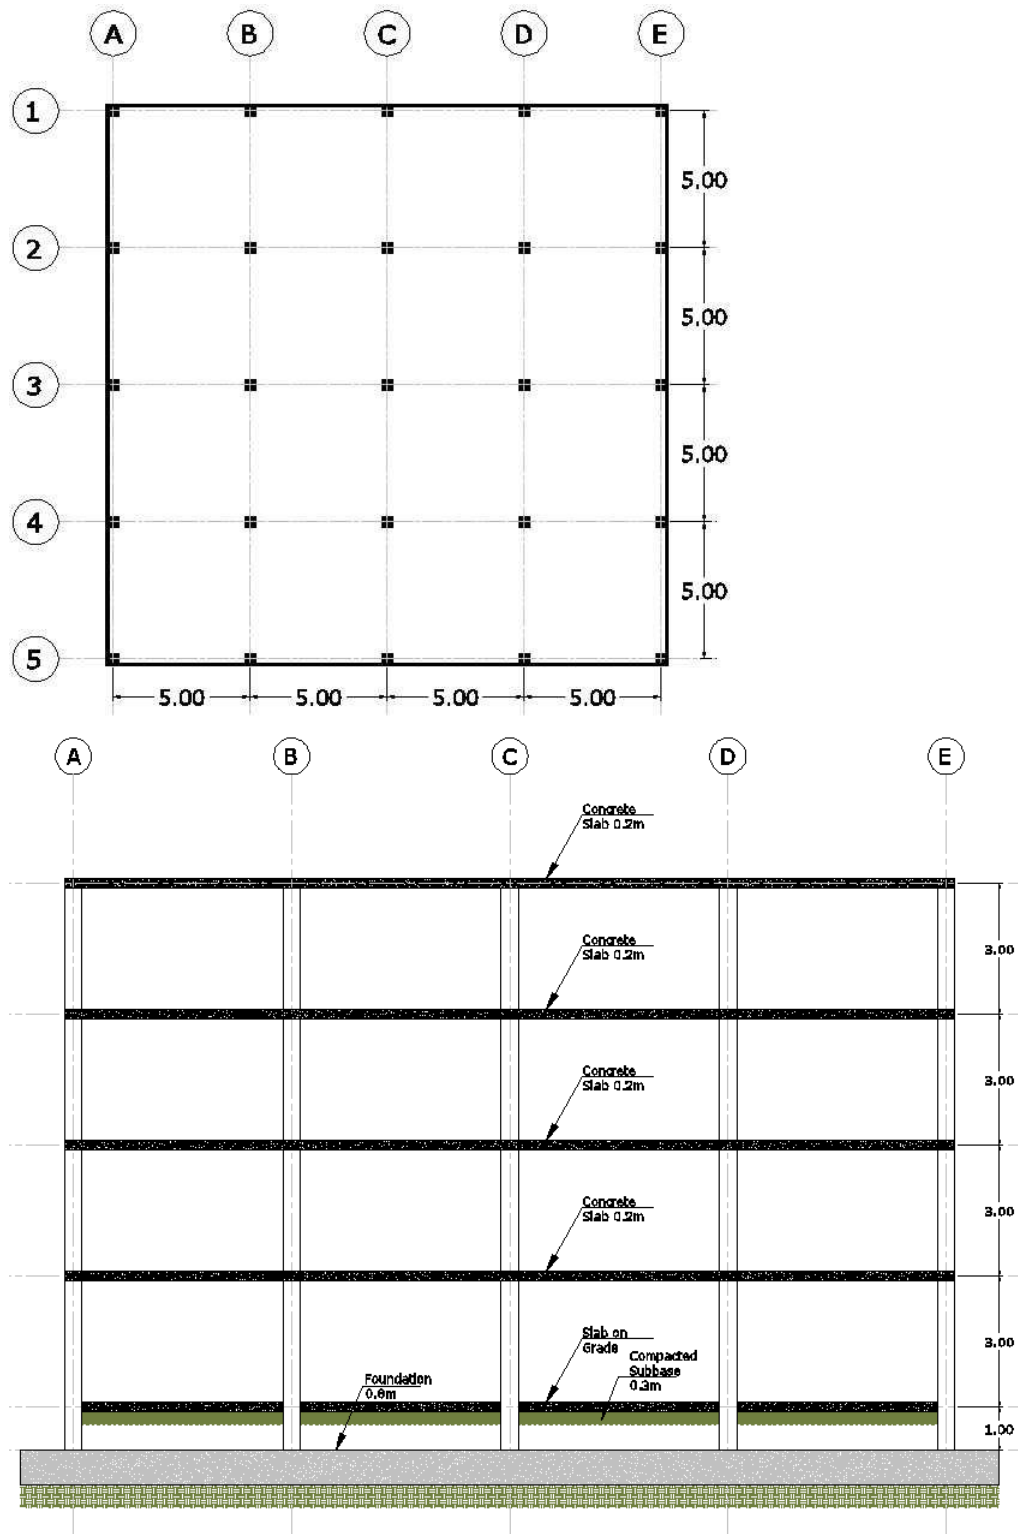 A B C D E
1
5.00
2
5.00
3
5.00
4
5.00
5
5.00 5.00 5.00 5.00
A B C D E
Concrete
Slab 0.2m
Concrete
Slab 0.2m
3.00
Concrete
Slab 0.2m
3.00
Concrete
Slab 0.2m
3.00
Slab on
Grade
3.00
Compacted
Subbase
0.3m
Foundation
0.8m
1.00